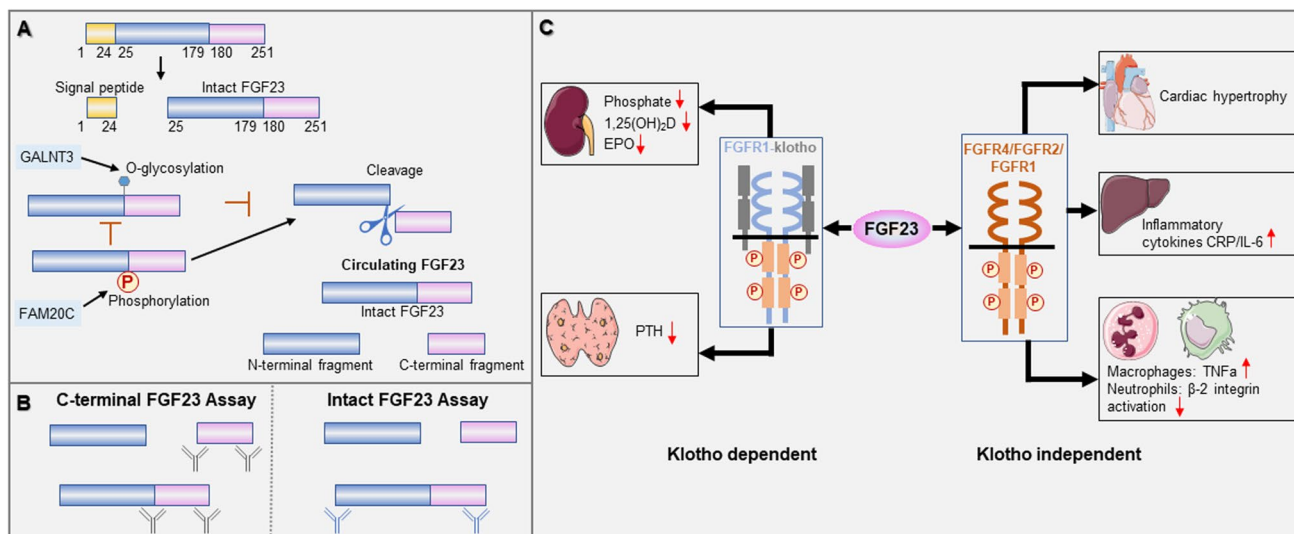 A
1 24 25 179 180 251
Signal peptide
Intact FGF23
1 24
25 179 180 251
GALNT3
O-glycosylation
Cleavage
P
Phosphorylation
FAM20C
Circulating FGF23
Intact FGF23
N-terminal fragment
C-terminal fragment
B
C-terminal FGF23 Assay
Intact FGF23 Assay
C
Phosphate
1,25(OH)₂D
EPO
PTH
FGFR1-klotho
P P
P P
Klotho dependent
FGF23
FGFR4/FGFR2/
FGFR1
P P
P P
Klotho independent
Cardiac hypertrophy
Inflammatory
cytokines CRP/IL-6
Macrophages: TNFa
Neutrophils: β-2 integrin
activation